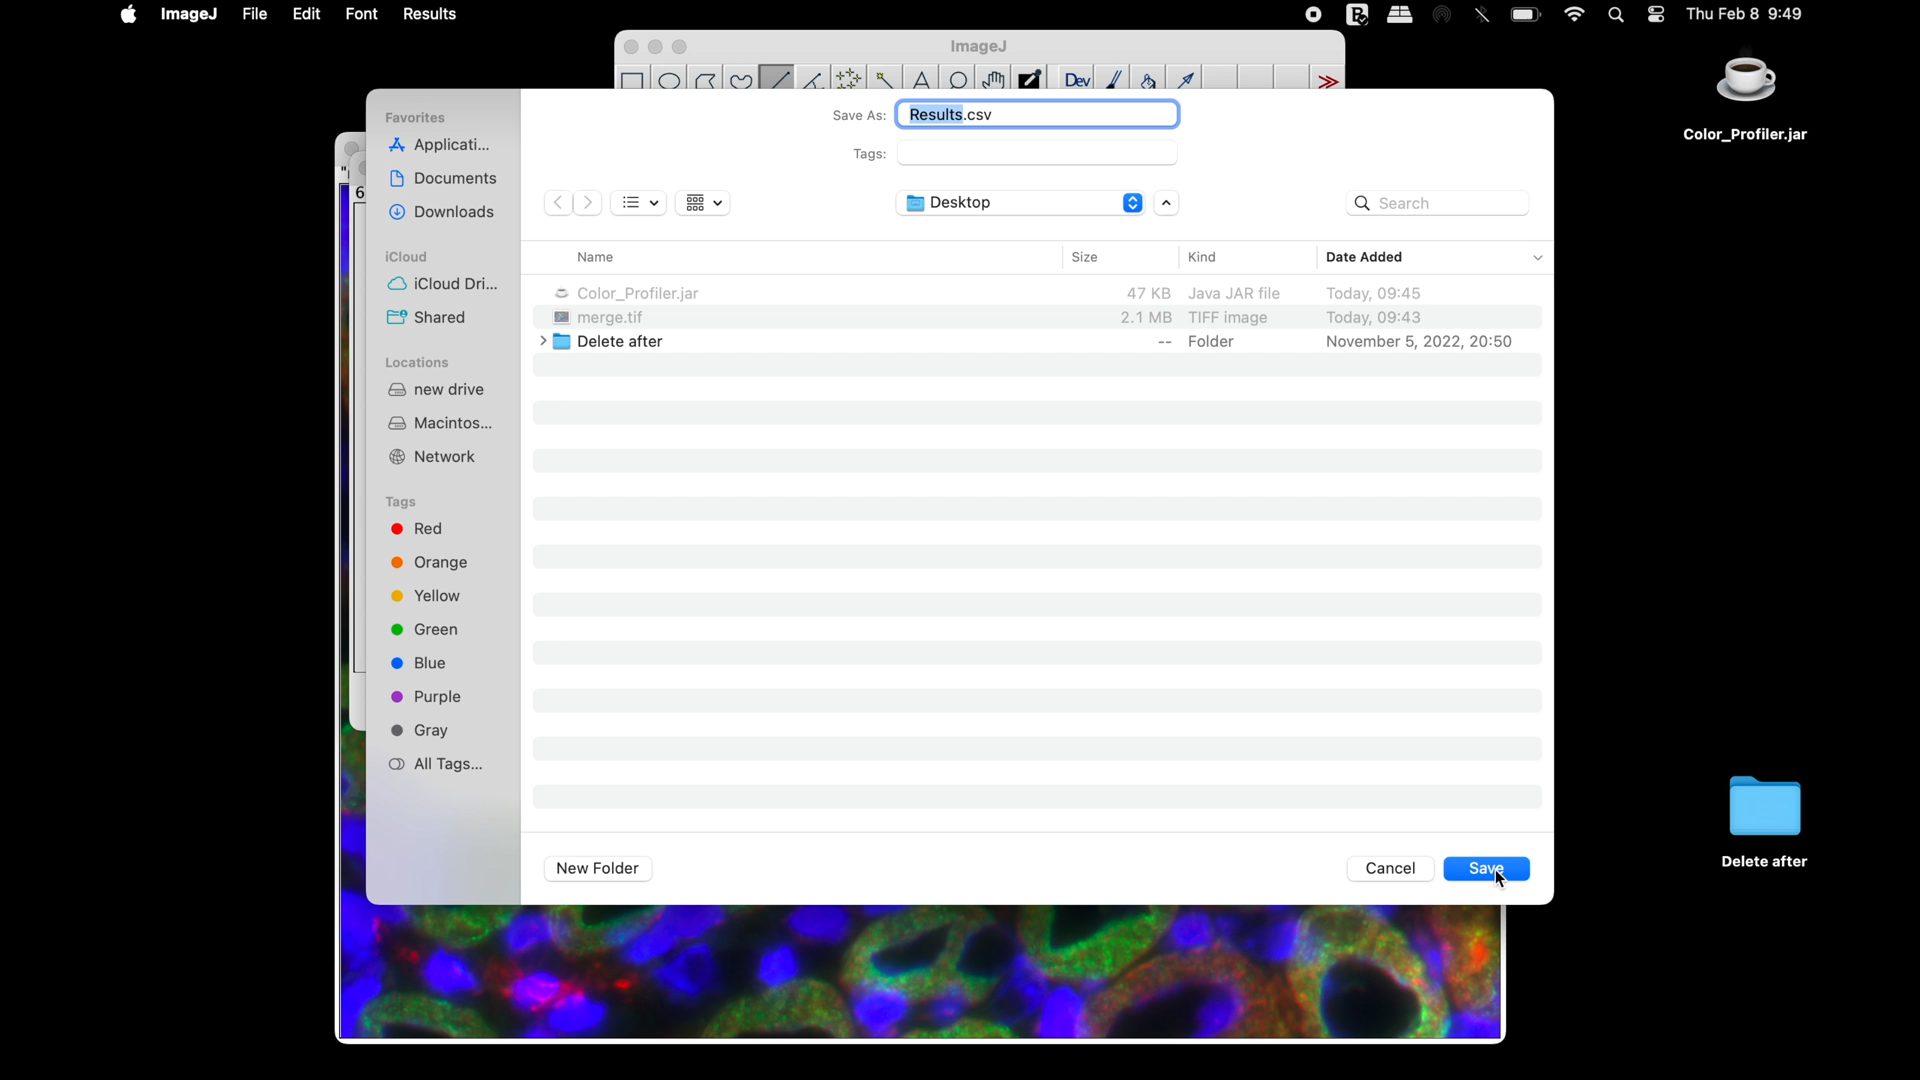 ImageJ File Edit Font Results Thu Feb 8 9:49
ImageJ
Dev
Color_Profiler.jar
Favorites
Applicati...
Documents
Downloads
iCloud
iCloud Dri...
Shared
Locations
new drive
Macintos...
Network
Tags
Red
Orange
Yellow
Green
Blue
Purple
Gray
All Tags...
Save As: Results.csv
Tags:
Desktop
Search
Name Size Kind Date Added
Color_Profiler.jar 47 KB Java JAR file Today, 09:45
merge.tif 2.1 MB TIFF image Today, 09:43
Delete after -- Folder November 5, 2022, 20:50
New Folder Cancel Save
Delete after